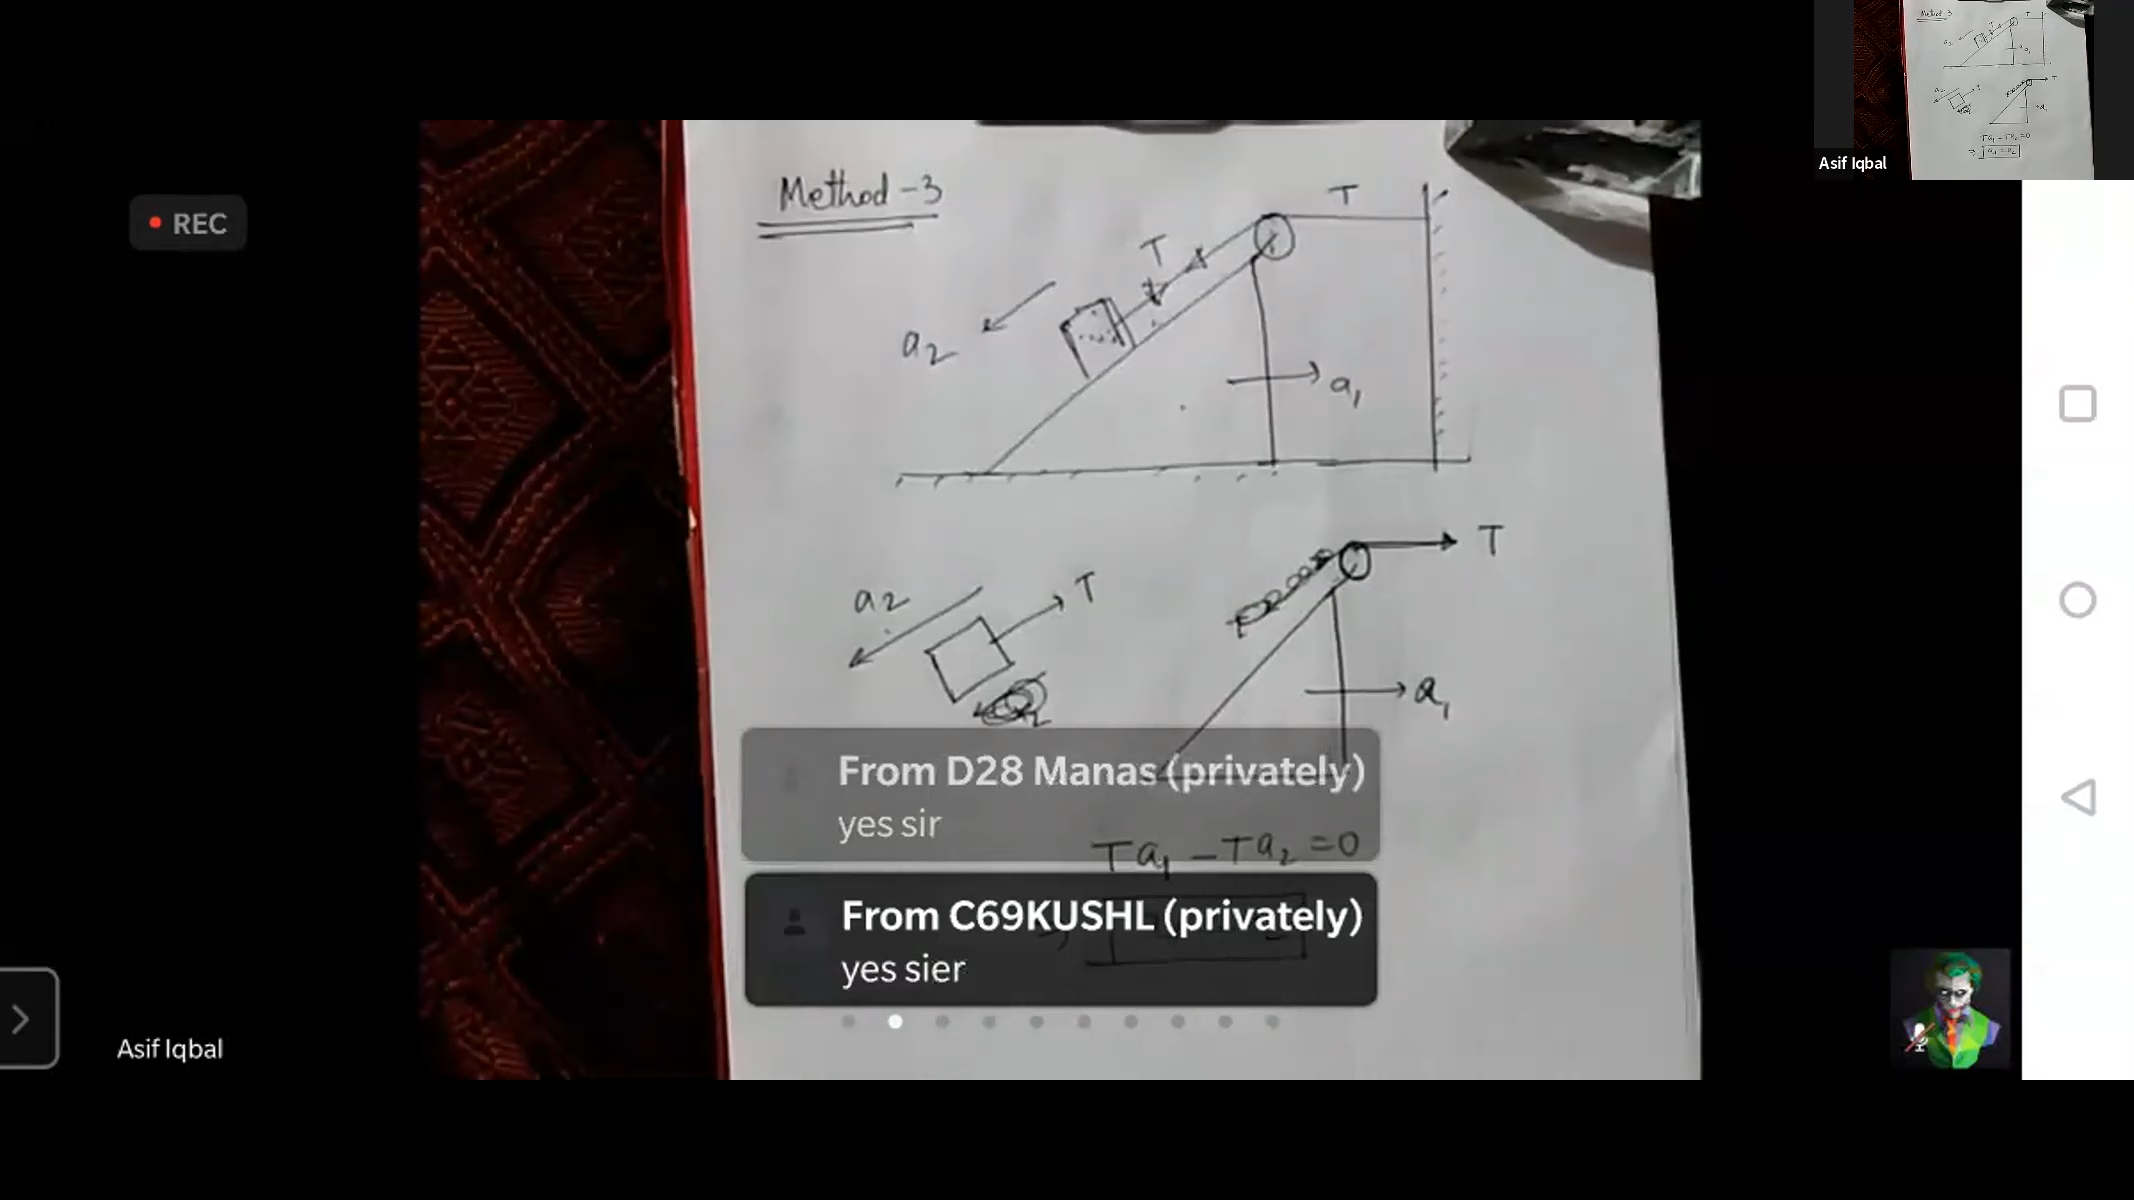 REC
Method-3
T
T
a2
a1
T
a2
T
a1
From D28 Manas (privately)
yes sir
Ta1 - Ta2 = 0
From C69KUSHL (privately)
yes sier
Asif Iqbal
Asif Iqbal